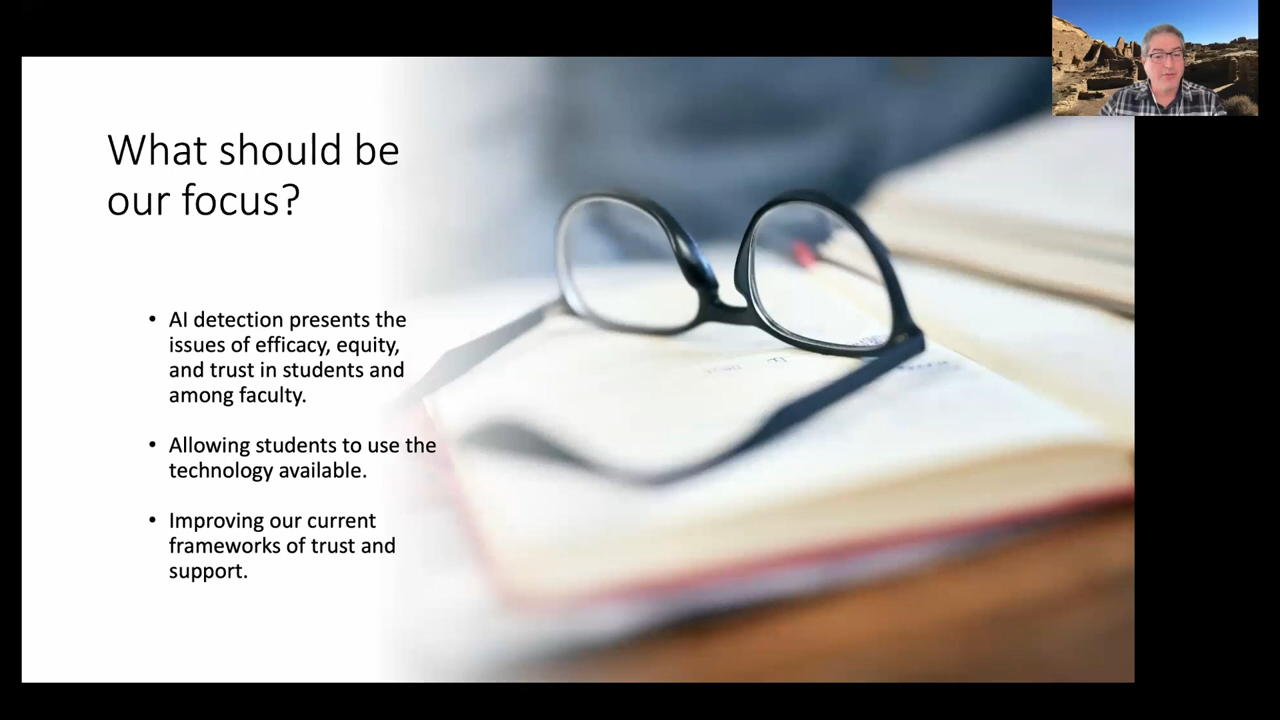 What should be
our focus?
• AI detection presents the
issues of efficacy, equity,
and trust in students and
among faculty.
• Allowing students to use the
technology available.
• Improving our current
frameworks of trust and
support.